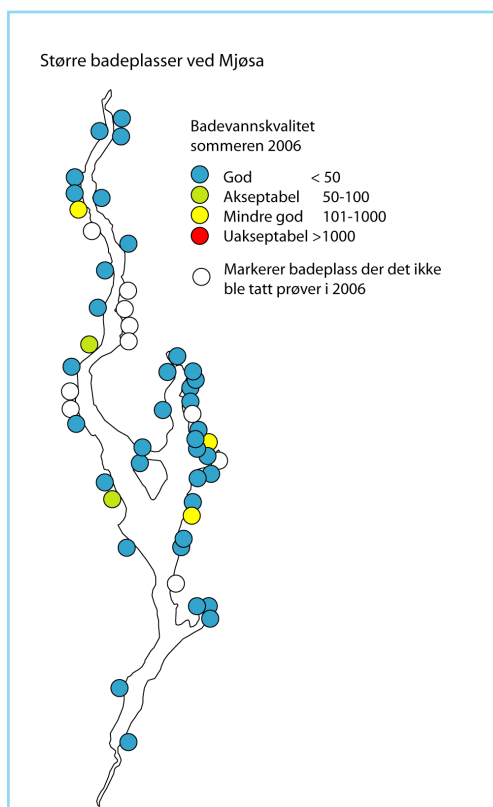 Større badeplasser ved Mjøsa
Badevannskvalitet
sommeren 2006
God < 50
Akseptabel 50-100
Mindre god 101-1000
Uakseptabel >1000
Markerer badeplass der det ikke
ble tatt prøver i 2006